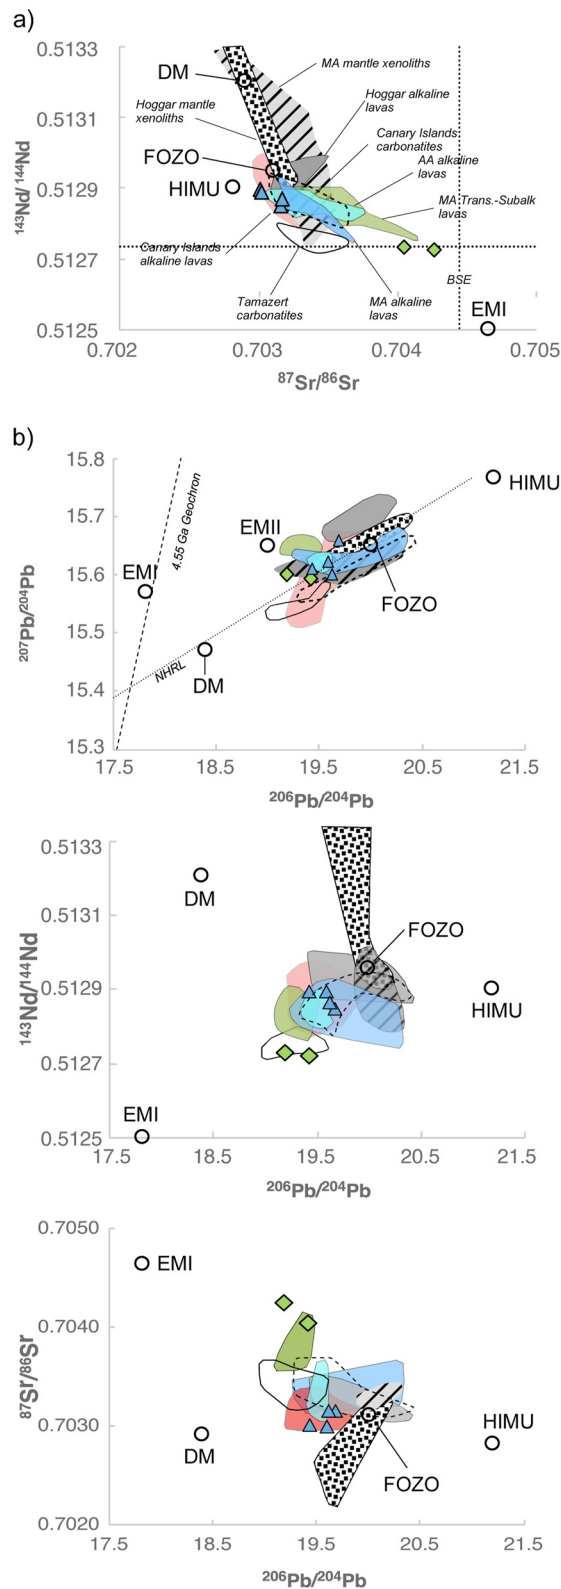 a)
0.5133
0.5131
0.5129
0.5127
0.5125
143Nd/ 144Nd
DM
MA mantle xenoliths
Hoggar alkaline
lavas
Hoggar mantle
xenoliths
Canary Islands
carbonatites
FOZO
AA alkaline
lavas
HIMU
MA Trans.-Subalk
lavas
Canary Islands
alkaline lavas
BSE
Tamazert
carbonatites
MA alkaline
lavas
EMI
0.702 0.703 0.704 0.705
87Sr/86Sr
b)
15.8
15.7
15.6
15.5
15.4
15.3
207Pb/204Pb
4.55 Ga Geochron
HIMU
EMII
EMI
FOZO
NHRL
DM
17.5 18.5 19.5 20.5 21.5
206Pb/204Pb
0.5133
0.5131
0.5129
0.5127
0.5125
143Nd/144Nd
DM
FOZO
HIMU
EMI
17.5 18.5 19.5 20.5 21.5
206Pb/204Pb
0.7050
0.7040
0.7030
0.7020
87Sr/86Sr
EMI
HIMU
DM
FOZO
17.5 18.5 19.5 20.5 21.5
206Pb/204Pb